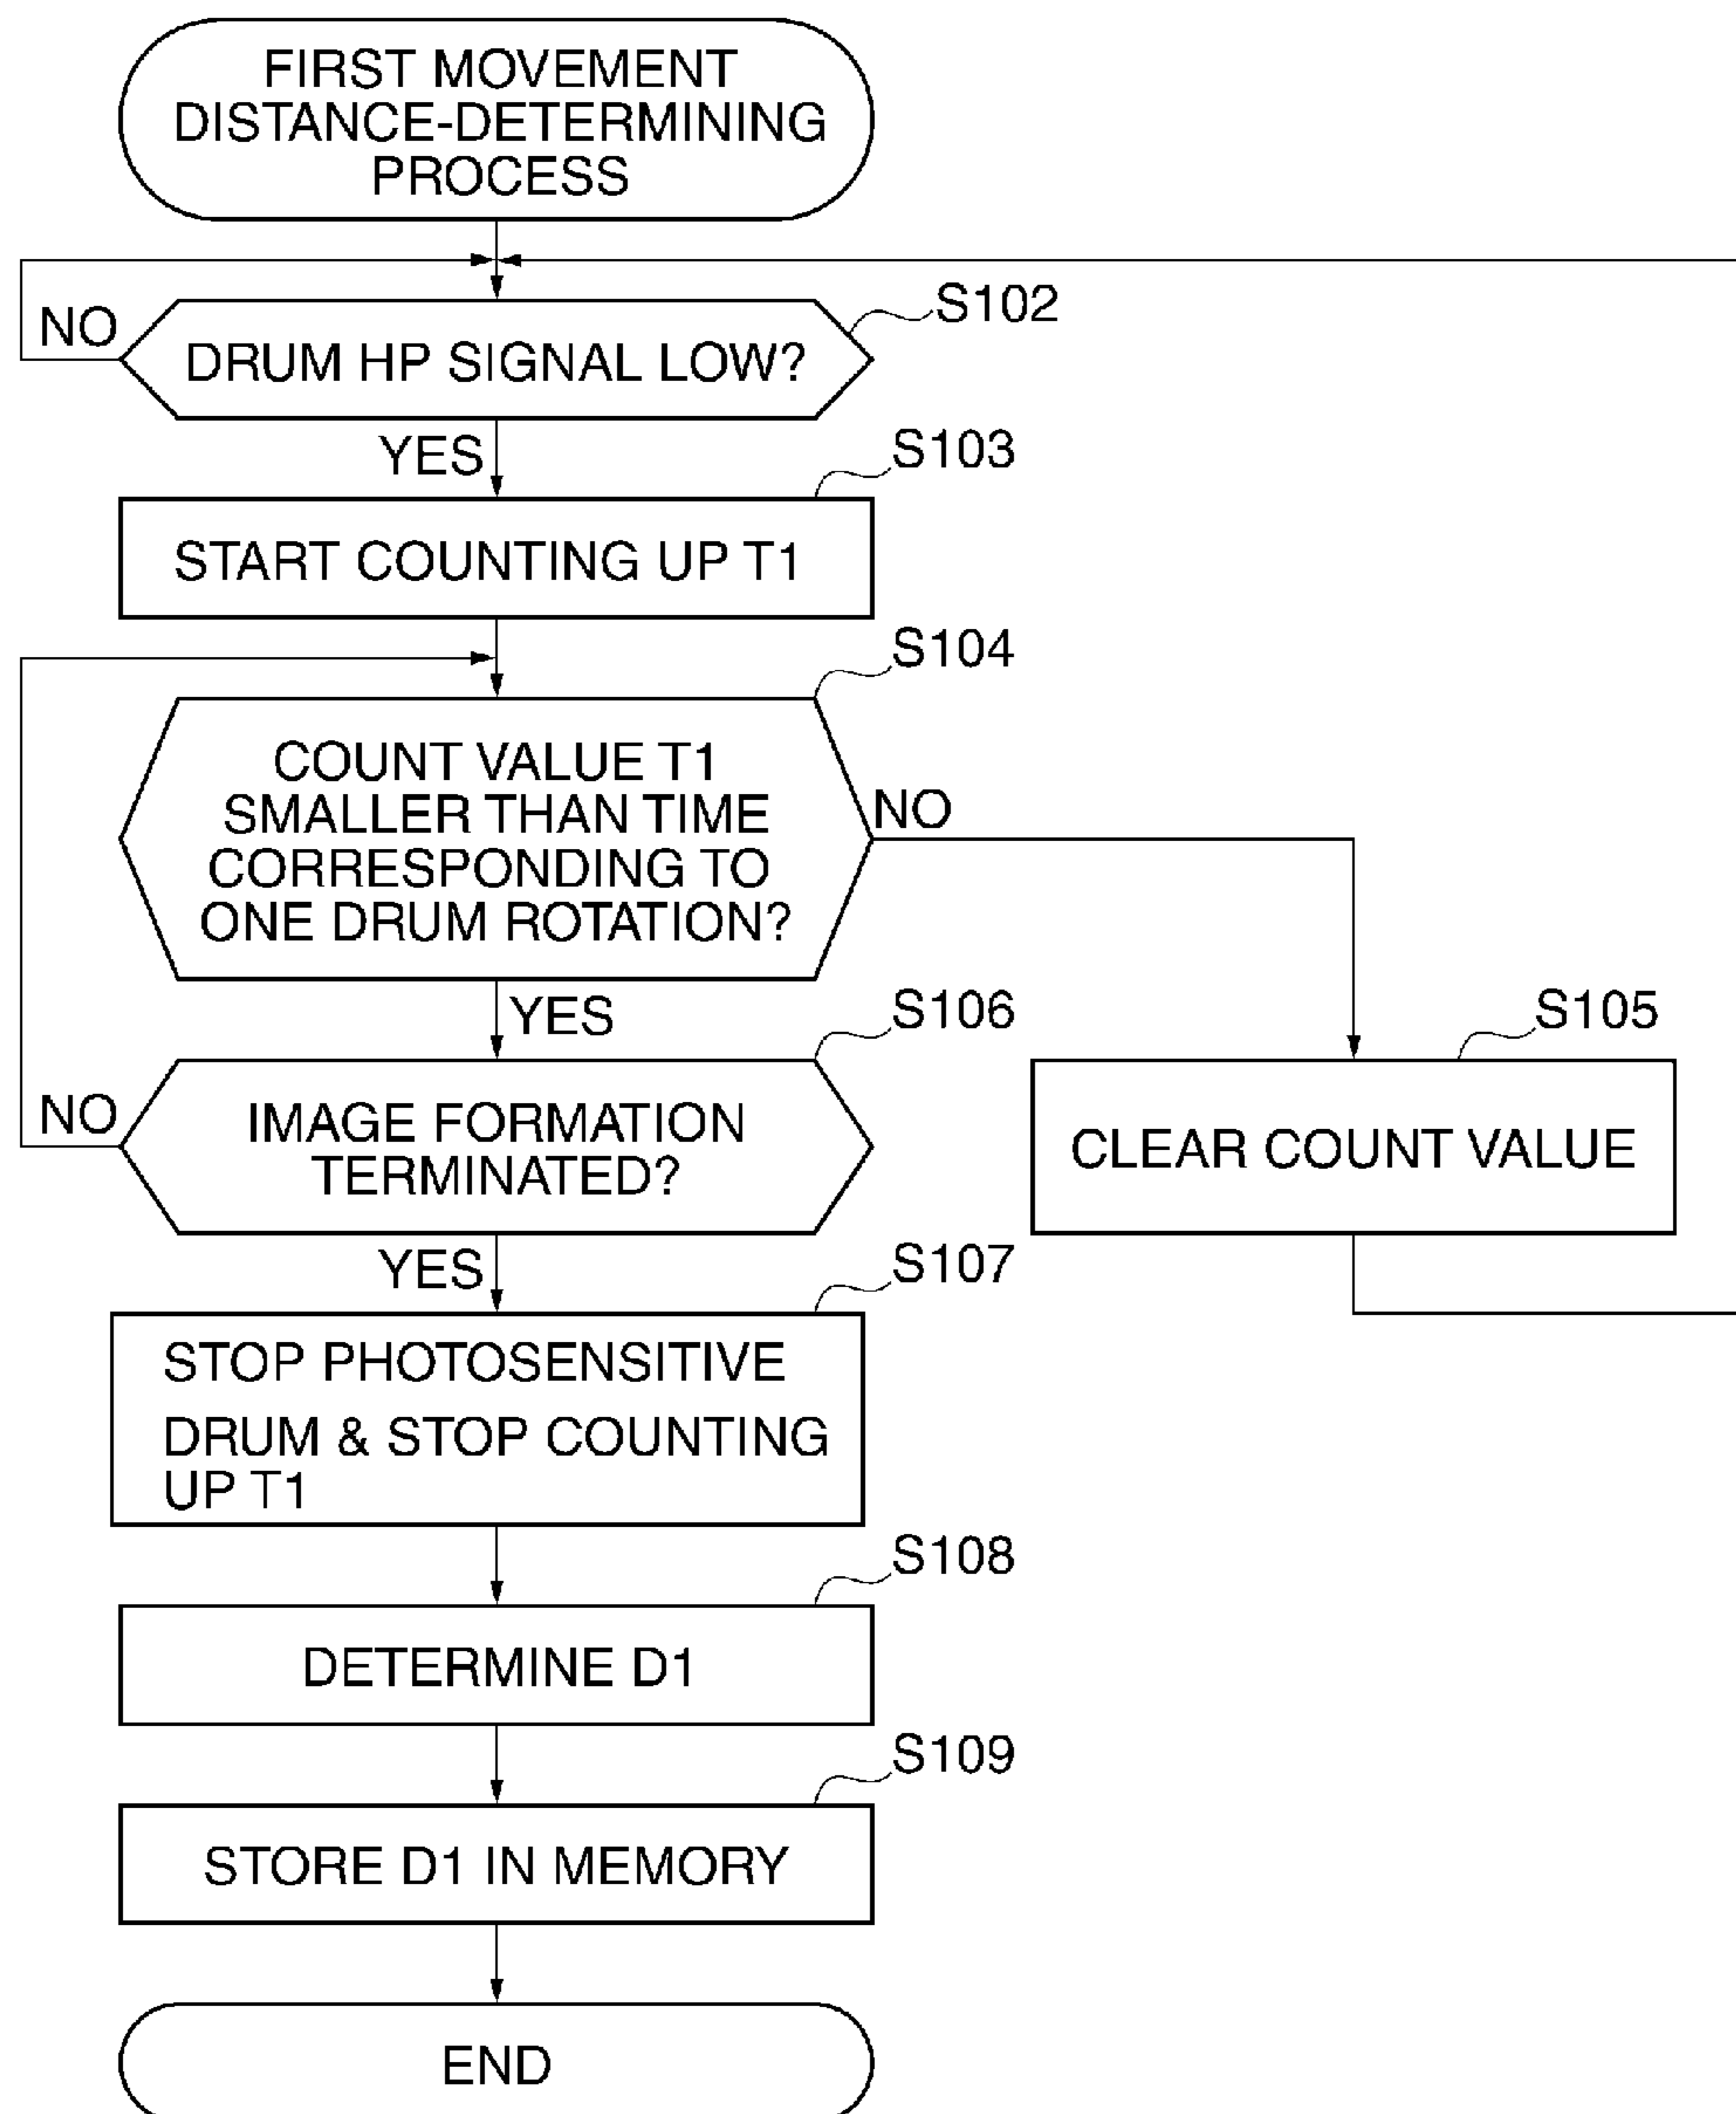 FIRST MOVEMENT
DISTANCE-DETERMINING
PROCESS
S102
NO
DRUM HP SIGNAL LOW?
YES
S103
START COUNTING UP T1
S104
COUNT VALUE T1
SMALLER THAN TIME
CORRESPONDING TO
ONE DRUM ROTATION?
NO
YES
S106
S105
NO
IMAGE FORMATION
TERMINATED?
CLEAR COUNT VALUE
YES
S107
STOP PHOTOSENSITIVE
DRUM & STOP COUNTING
UP T1
S108
DETERMINE D1
S109
STORE D1 IN MEMORY
END